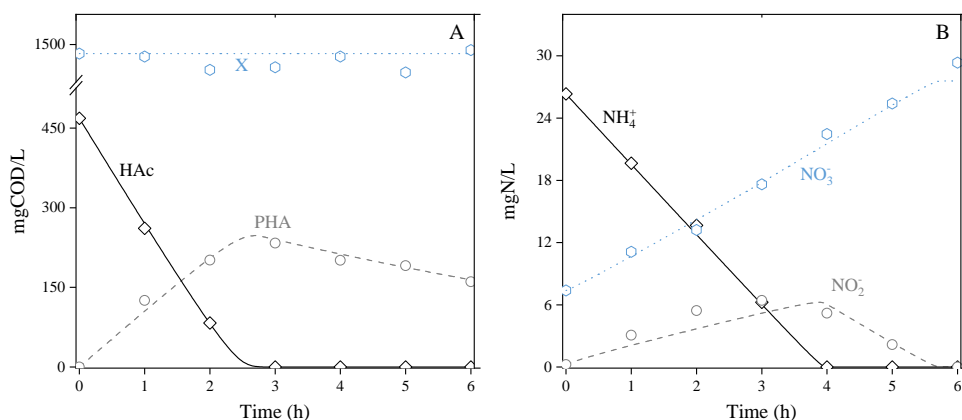 A
1500
X
450
HAc
mgCOD/L
300
PHA
150
0
0 1 2 3 4 5 6
Time (h)
B
30
NH₄⁺
24
mgN/L
18
NO₃⁻
12
NO₂⁻
6
0
0 1 2 3 4 5 6
Time (h)